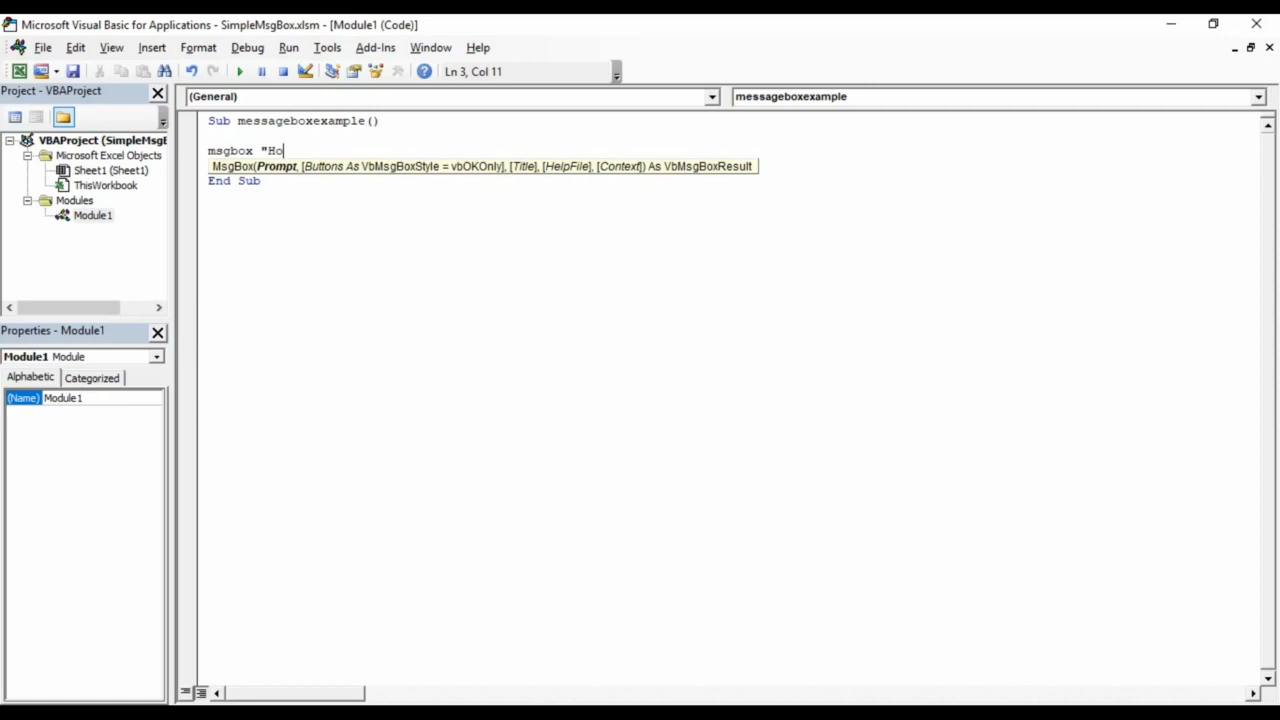 Microsoft Visual Basic for Applications - SimpleMsgBox.xlsm - [Module1 (Code)]
File Edit View Insert Format Debug Run Tools Add-Ins Window Help
Ln 3, Col 11
Project - VBAProject
(General)
messageboxexample
VBAProject (SimpleMsgB
Microsoft Excel Objects
Sheet1 (Sheet1)
ThisWorkbook
Modules
Module1
Sub messageboxexample()
msgbox "Ho
MsgBox(Prompt, [Buttons As VbMsgBoxStyle = vbOKOnly], [Title], [HelpFile], [Context]) As VbMsgBoxResult
End Sub
Properties - Module1
Module1 Module
Alphabetic Categorized
(Name) Module1